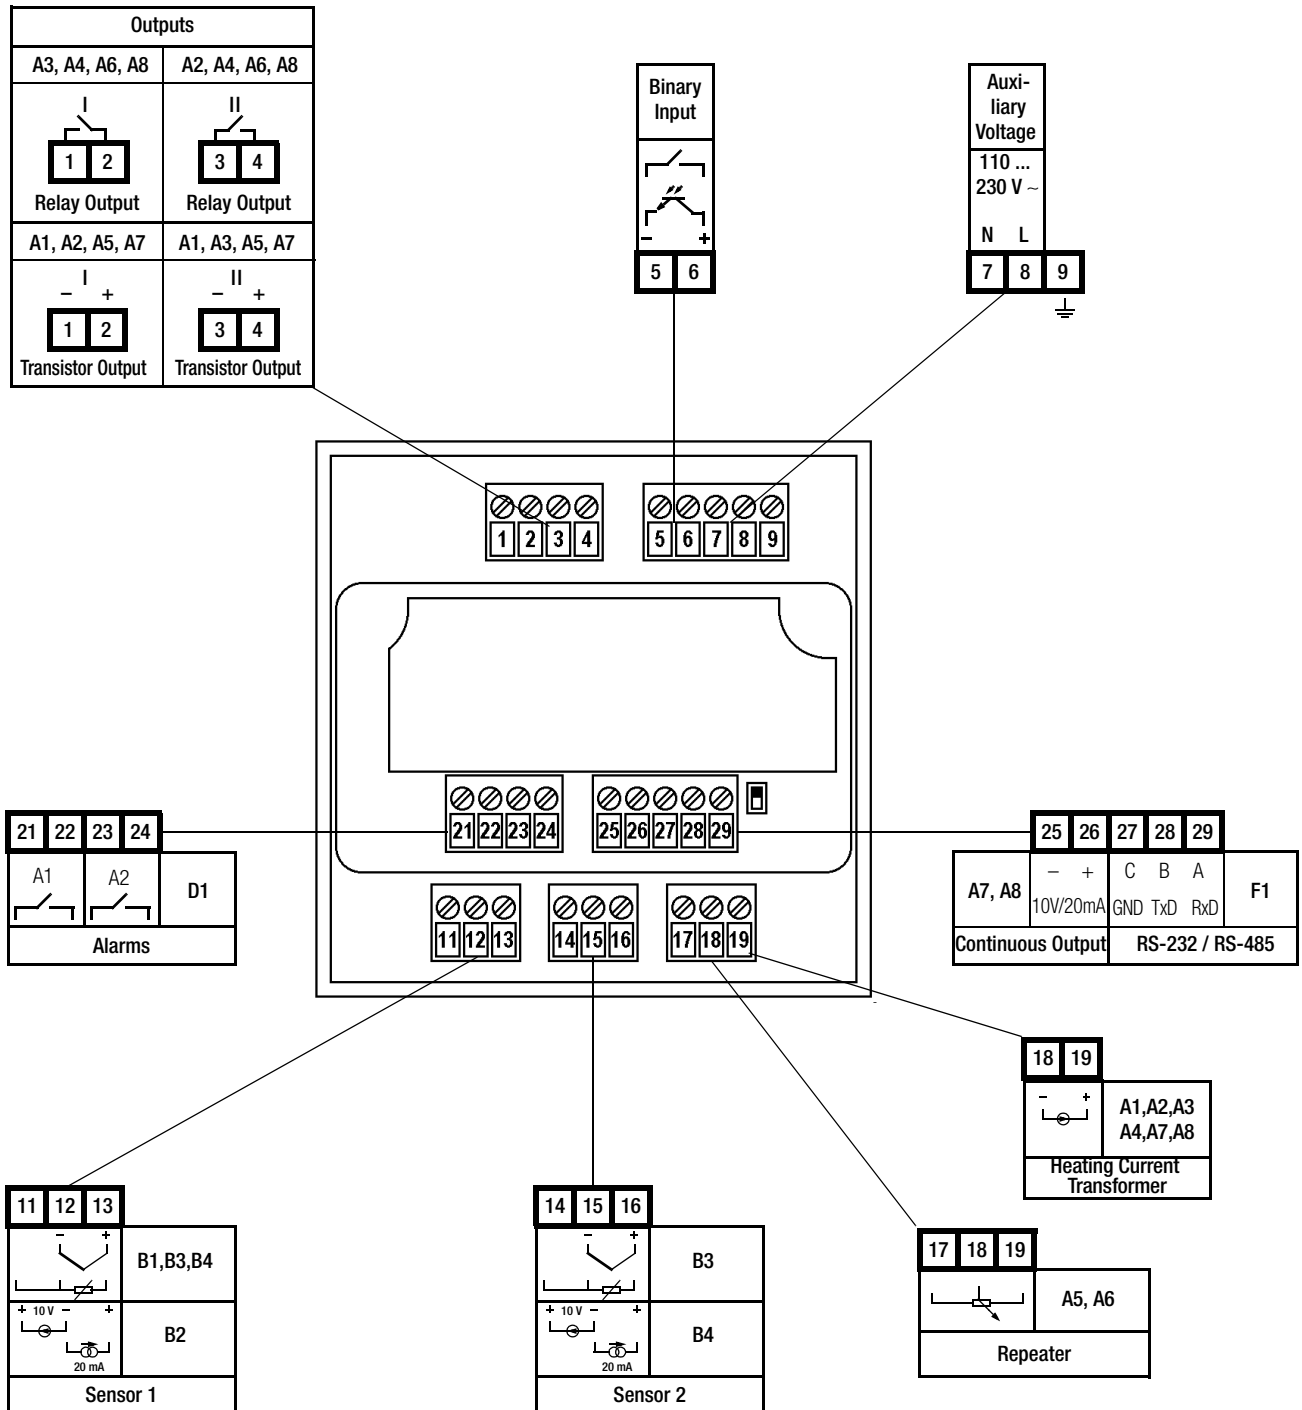 Outputs
A3, A4, A6, A8
A2, A4, A6, A8
I
II
1 2
3 4
Relay Output
Relay Output
A1, A2, A5, A7
A1, A3, A5, A7
I
II
– +
– +
1 2
3 4
Transistor Output
Transistor Output
Binary
Input
– +
5 6
Auxi-
liary
Voltage
110 ...
230 V ~
N L
7 8 9
1 2 3 4
5 6 7 8 9
21 22 23 24
25 26 27 28 29
11 12 13
14 15 16
17 18 19
21 22 23 24
A1 A2 D1
Alarms
25 26 27 28 29
A7, A8
– + C B A
10V/20mA GND TxD RxD
F1
Continuous Output
RS-232 / RS-485
18 19
– +
A1,A2,A3
A4,A7,A8
Heating Current
Transformer
11 12 13
– +
B1,B3,B4
+ 10 V – +
B2
20 mA
Sensor 1
14 15 16
– +
B3
+ 10 V – +
B4
20 mA
Sensor 2
17 18 19
A5, A6
Repeater